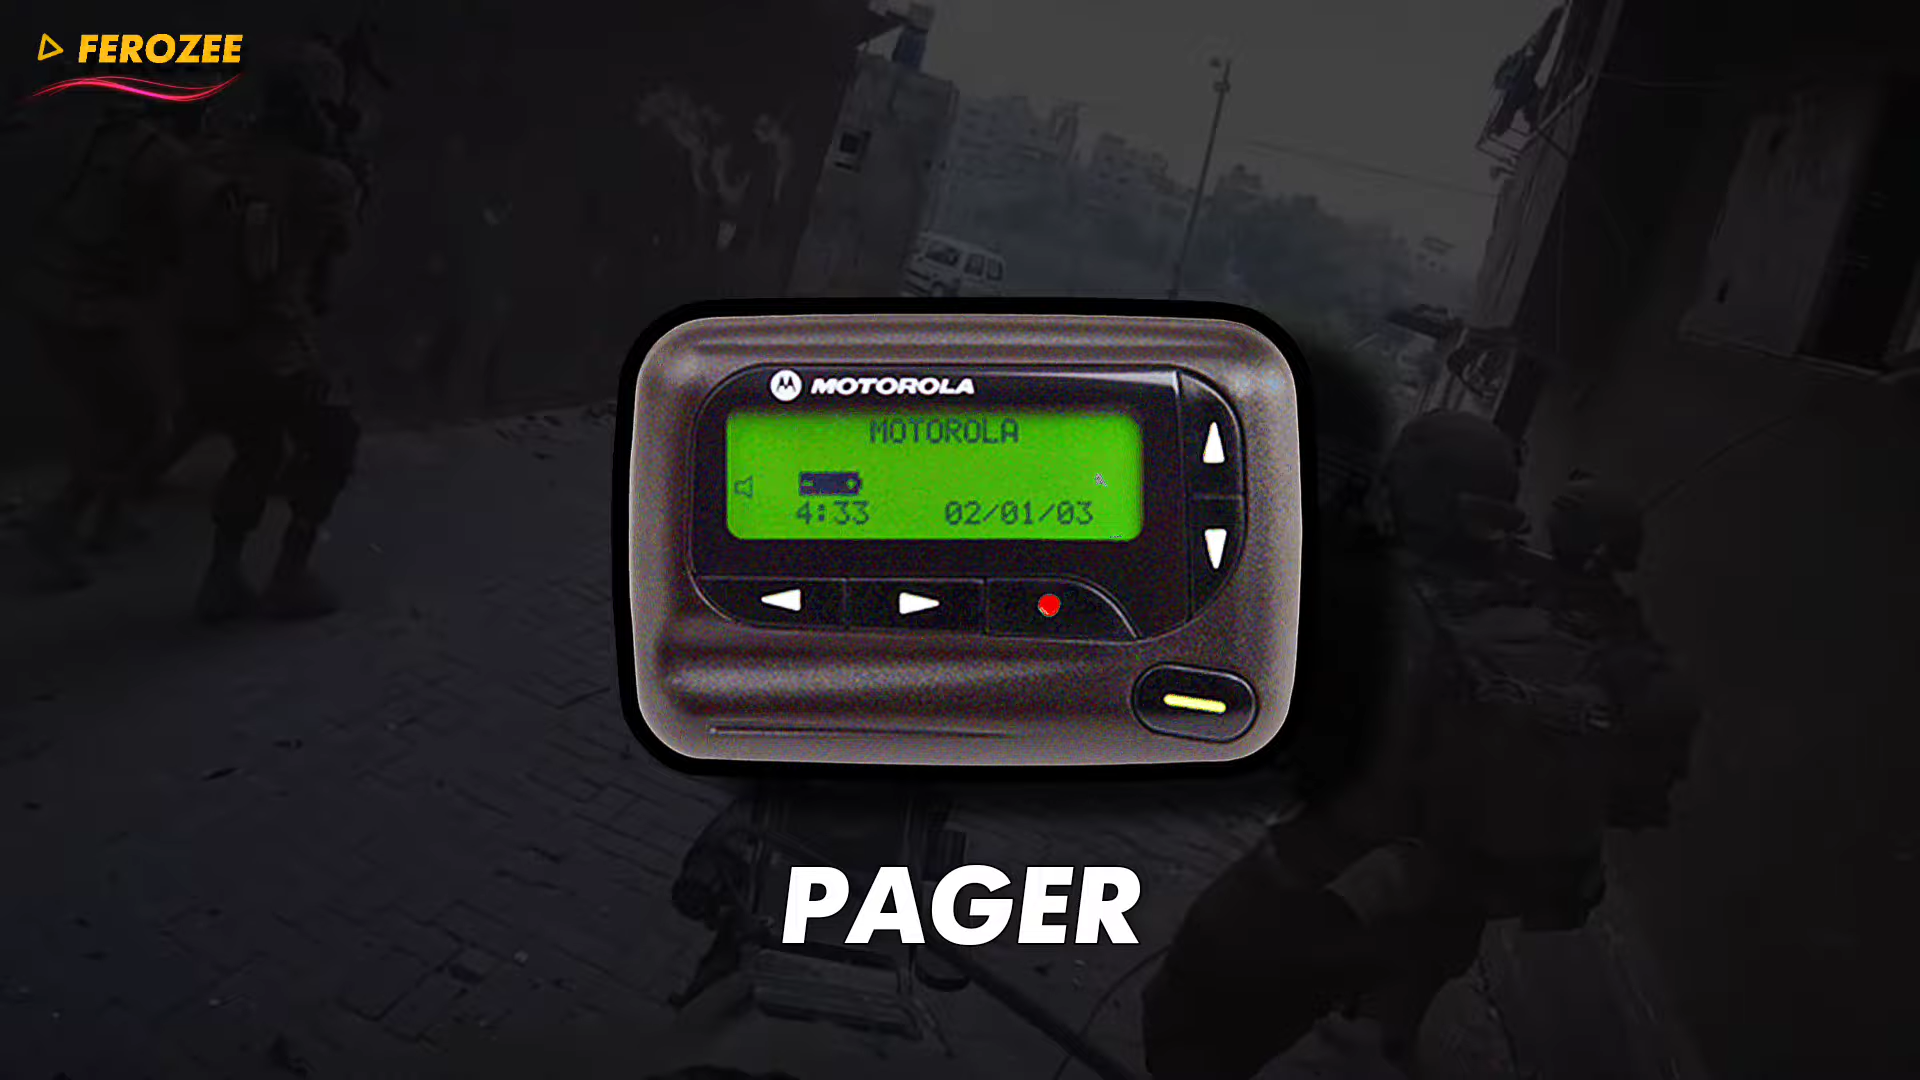 FEROZEE
MOTOROLA
MOTOROLA
4:33 02/01/03
PAGER